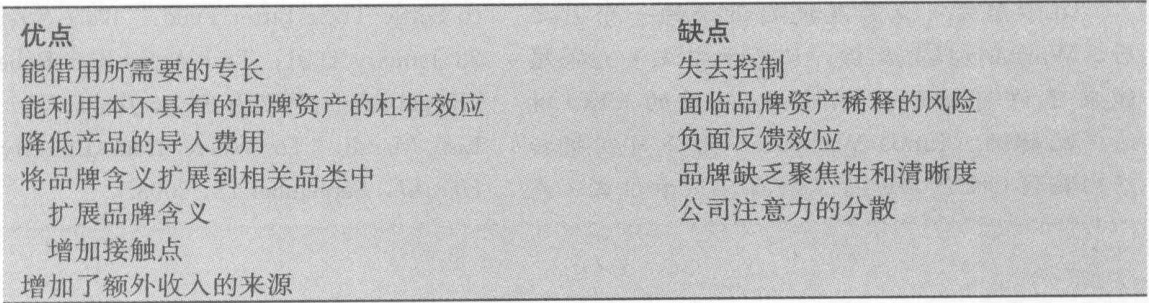 优点
能借用所需要的专长
能利用本不具有的品牌资产的杠杆效应
降低产品的导入费用
将品牌含义扩展到相关品类中
扩展品牌含义
增加接触点
增加了额外收入的来源
缺点
失去控制
面临品牌资产稀释的风险
负面反馈效应
品牌缺乏聚焦性和清晰度
公司注意力的分散